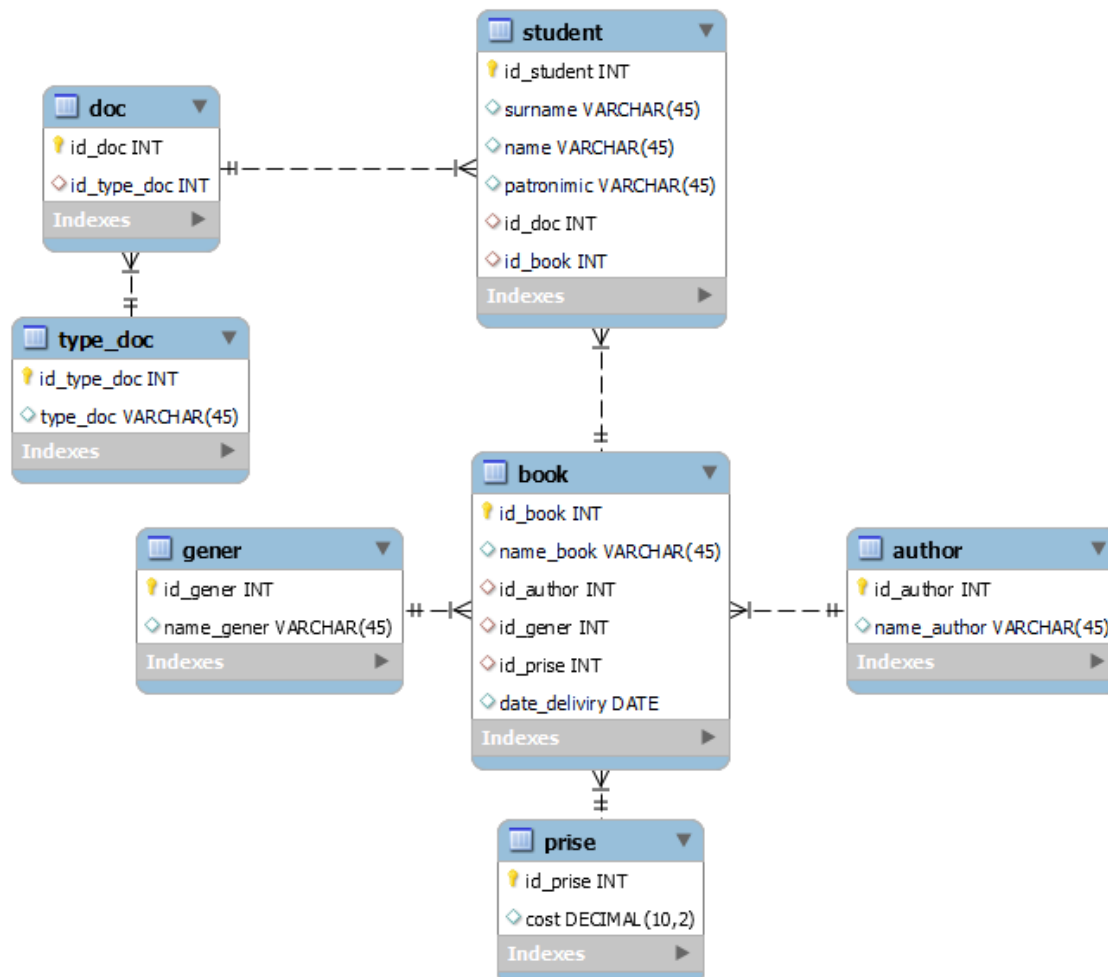 student
id_student INT
surname VARCHAR(45)
name VARCHAR(45)
patronimic VARCHAR(45)
id_doc INT
id_book INT
Indexes
doc
id_doc INT
id_type_doc INT
Indexes
type_doc
id_type_doc INT
type_doc VARCHAR(45)
Indexes
book
id_book INT
name_book VARCHAR(45)
id_author INT
id_gener INT
id_prise INT
date_deliviry DATE
Indexes
gener
id_gener INT
name_gener VARCHAR(45)
Indexes
author
id_author INT
name_author VARCHAR(45)
Indexes
prise
id_prise INT
cost DECIMAL(10,2)
Indexes